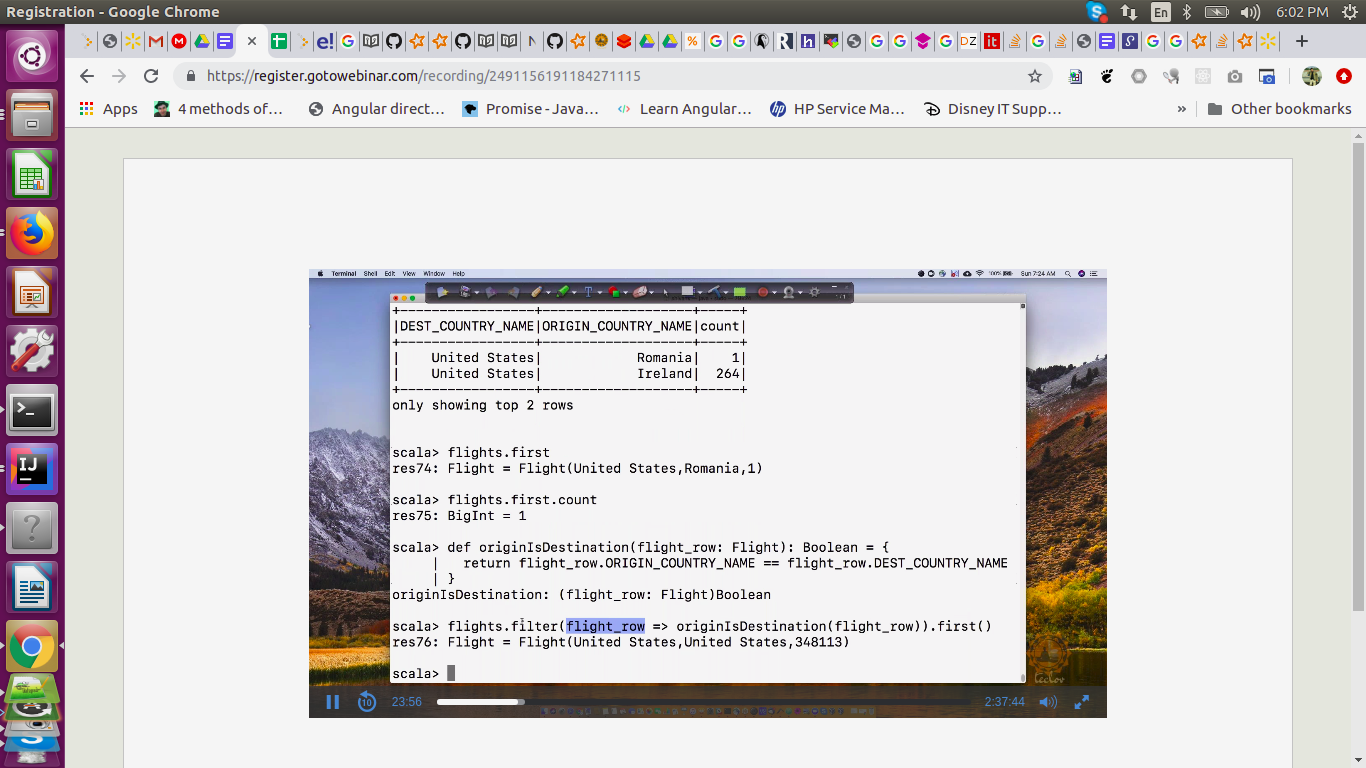 Registration - Google Chrome
En
6:02 PM
https://register.gotowebinar.com/recording/2491156191184271115
Apps
4 methods of…
Angular direct…
Promise - Java…
Learn Angular…
HP Service Ma…
Disney IT Supp…
»
Other bookmarks
Terminal Shell Edit View Window Help
100%
Sun 7:24 AM
+-----------------+-------------------+-----+
|DEST_COUNTRY_NAME|ORIGIN_COUNTRY_NAME|count|
+-----------------+-------------------+-----+
|    United States|            Romania|    1|
|    United States|            Ireland|  264|
+-----------------+-------------------+-----+
only showing top 2 rows
scala> flights.first
res74: Flight = Flight(United States,Romania,1)
scala> flights.first.count
res75: BigInt = 1
scala> def originIsDestination(flight_row: Flight): Boolean = {
     |   return flight_row.ORIGIN_COUNTRY_NAME == flight_row.DEST_COUNTRY_NAME
     | }
originIsDestination: (flight_row: Flight)Boolean
scala> flights.filter(flight_row => originIsDestination(flight_row)).first()
res76: Flight = Flight(United States,United States,348113)
scala>
10
23:56
2:37:44